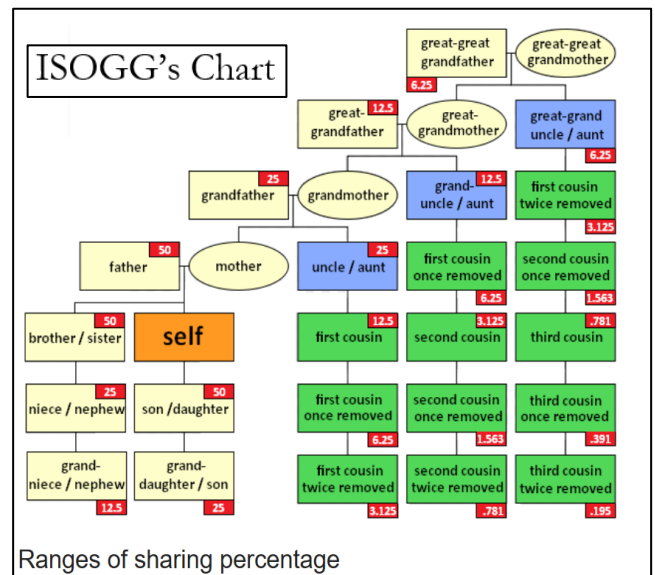 ISOGG's Chart
great-great
grandfather
6.25
great-great
grandmother
great-
grandfather
12.5
great-
grandmother
great-grand
uncle / aunt
6.25
grandfather
25
grandmother
grand-
uncle / aunt
12.5
first cousin
twice removed
3.125
father
50
mother
uncle / aunt
25
first cousin
once removed
6.25
second cousin
once removed
1.563
brother / sister
50
self
first cousin
12.5
second cousin
3.125
third cousin
.781
niece / nephew
25
son /daughter
50
first cousin
once removed
6.25
second cousin
once removed
1.563
third cousin
once removed
.391
grand-
niece / nephew
12.5
grand-
daughter / son
25
first cousin
twice removed
3.125
second cousin
twice removed
.781
third cousin
twice removed
.195
Ranges of sharing percentage